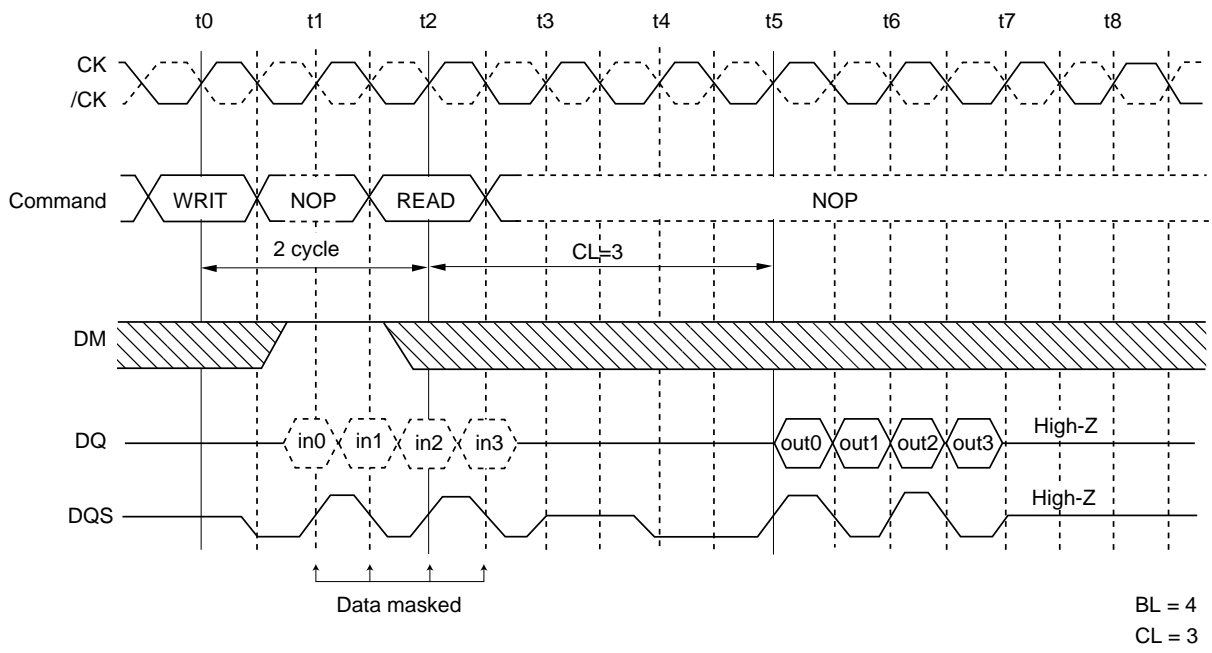 t0 t1 t2 t3 t4 t5 t6 t7 t8
CK
/CK
Command WRIT NOP READ NOP
2 cycle CL=3
DM
DQ in0 in1 in2 in3 out0 out1 out2 out3 High-Z
DQS High-Z
Data masked
BL = 4
CL = 3